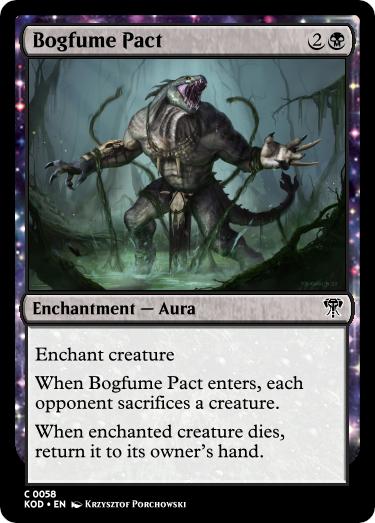 Bogfume Pact 2
Enchantment — Aura
Enchant creature
When Bogfume Pact enters, each
opponent sacrifices a creature.
When enchanted creature dies,
return it to its owner's hand.
C 0058
KOD • EN Krzysztof Porchowski